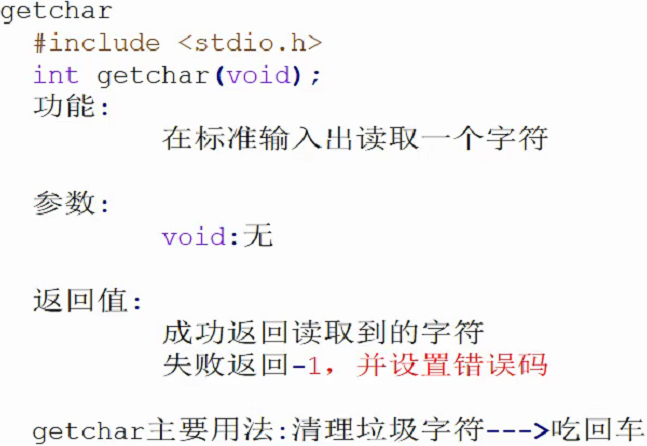 getchar
#include <stdio.h>
int getchar(void);
功能:
在标准输入出读取一个字符
参数:
void:无
返回值:
成功返回读取到的字符
失败返回-1，并设置错误码
getchar主要用法:清理垃圾字符--->吃回车